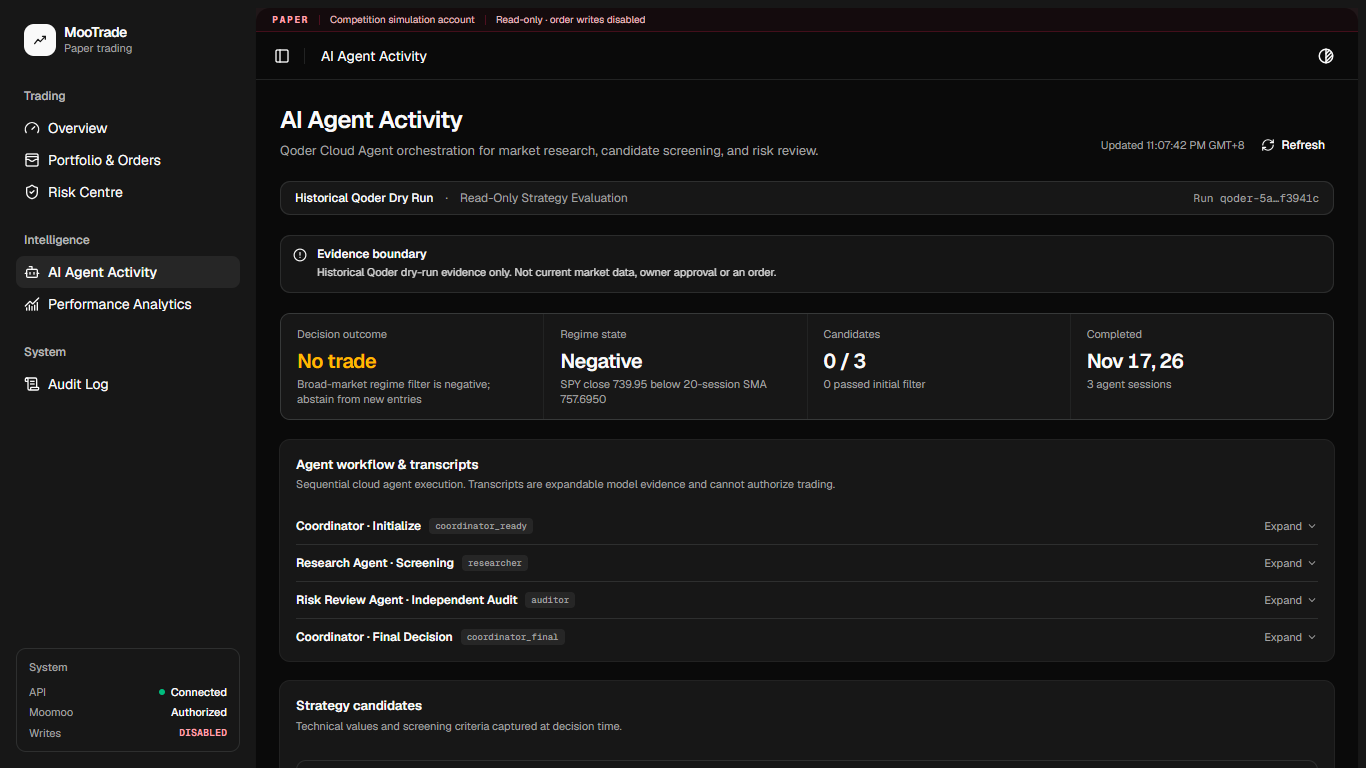 MooTrade
Paper trading
Trading
Overview
Portfolio & Orders
Risk Centre
Intelligence
AI Agent Activity
Performance Analytics
System
Audit Log
System
API Connected
Moomoo Authorized
Writes DISABLED
PAPER Competition simulation account Read-only · order writes disabled
AI Agent Activity
AI Agent Activity
Qoder Cloud Agent orchestration for market research, candidate screening, and risk review.
Updated 11:07:42 PM GMT+8 Refresh
Historical Qoder Dry Run · Read-Only Strategy Evaluation Run qoder-5a…f3941c
Evidence boundary
Historical Qoder dry-run evidence only. Not current market data, owner approval or an order.
Decision outcome
No trade
Broad-market regime filter is negative;
abstain from new entries
Regime state
Negative
SPY close 739.95 below 20-session SMA
757.6950
Candidates
0 / 3
0 passed initial filter
Completed
Nov 17, 26
3 agent sessions
Agent workflow & transcripts
Sequential cloud agent execution. Transcripts are expandable model evidence and cannot authorize trading.
Coordinator · Initialize coordinator_ready Expand
Research Agent · Screening researcher Expand
Risk Review Agent · Independent Audit auditor Expand
Coordinator · Final Decision coordinator_final Expand
Strategy candidates
Technical values and screening criteria captured at decision time.